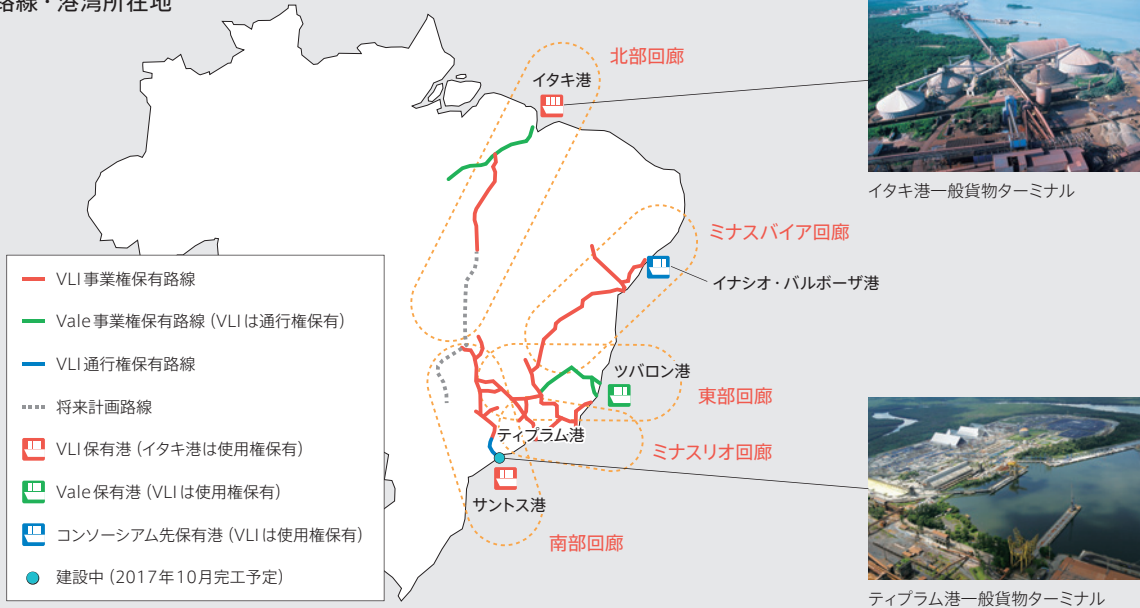 路線・港湾所在地
北部回廊
イタキ港
イタキ港一般貨物ターミナル
ミナスバイア回廊
イナシオ・バルボーザ港
VLI事業権保有路線
Vale事業権保有路線 (VLIは通行権保有)
VLI通行権保有路線
将来計画路線
VLI保有港 (イタキ港は使用権保有)
Vale保有港 (VLIは使用権保有)
コンソーシアム先保有港 (VLIは使用権保有)
建設中 (2017年10月完工予定)
ツバロン港
東部回廊
ティプラム港
ミナスリオ回廊
サントス港
南部回廊
ティプラム港一般貨物ターミナル